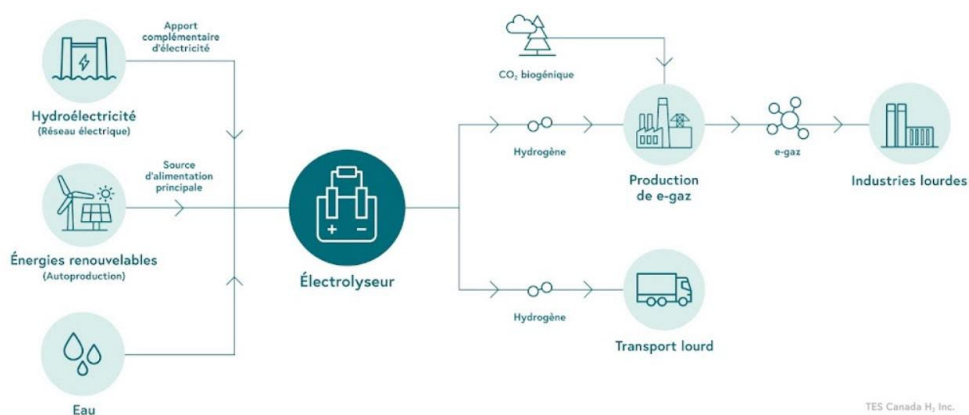 Apport
complémentaire
d'électricité
Hydroélectricité
(Réseau électrique)
Source
d'alimentation
principale
Énergies renouvelables
(Autoproduction)
Eau
+ −
Électrolyseur
CO₂ biogénique
Hydrogène
Production
de e-gaz
e-gaz
Industries lourdes
Hydrogène
Transport lourd
TES Canada H₂ Inc.